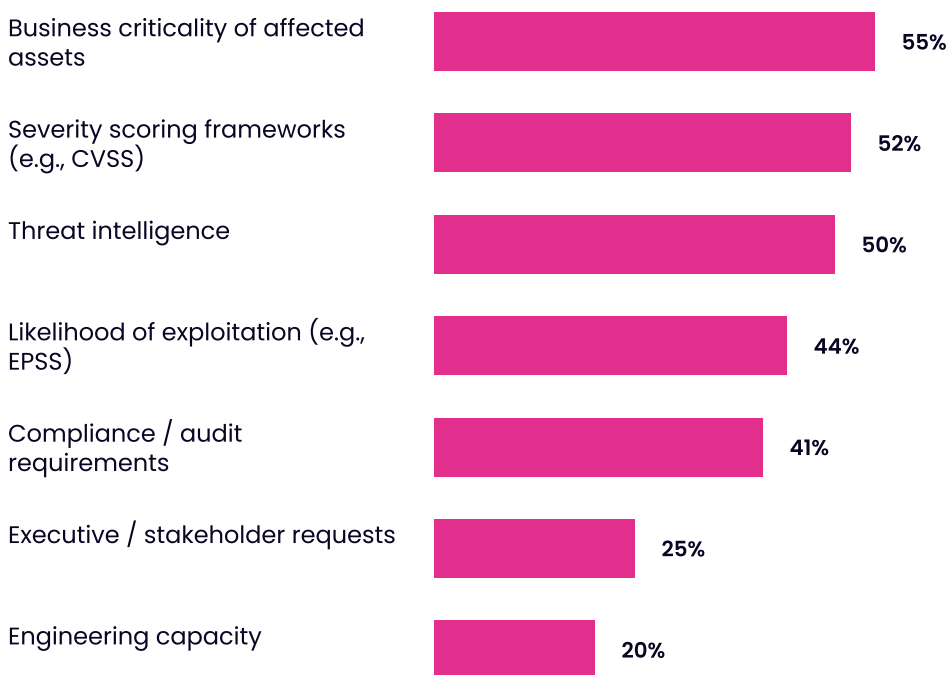 Business criticality of affected
assets
55%
Severity scoring frameworks
(e.g., CVSS)
52%
Threat intelligence
50%
Likelihood of exploitation (e.g.,
EPSS)
44%
Compliance / audit
requirements
41%
Executive / stakeholder requests
25%
Engineering capacity
20%